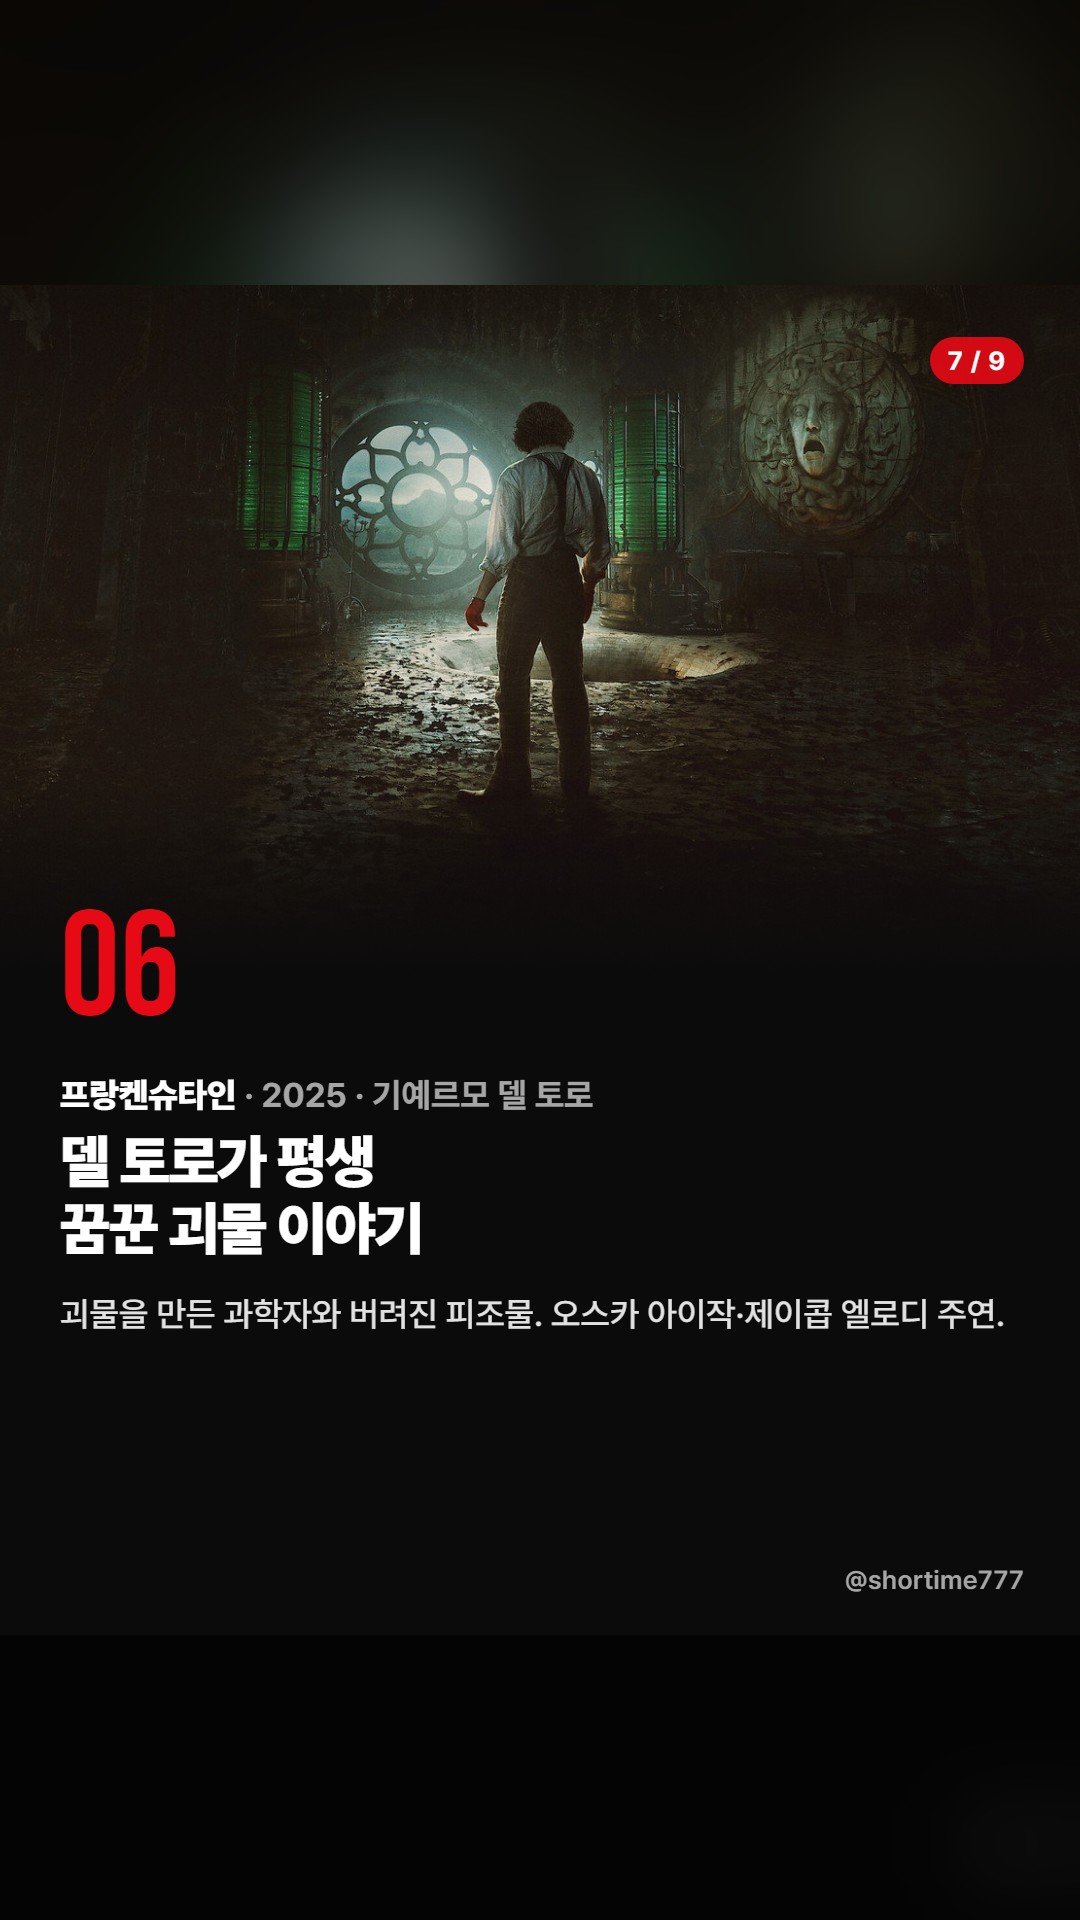 7 / 9
06
프랑켄슈타인 · 2025 · 기예르모 델 토로
델 토로가 평생
꿈꾼 괴물 이야기
괴물을 만든 과학자와 버려진 피조물. 오스카 아이작·제이콥 엘로디 주연.
@shortime777